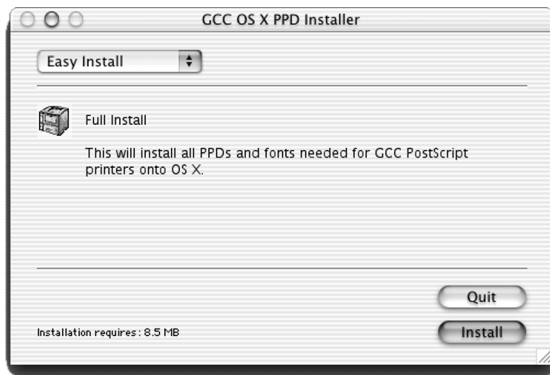 GCC OS X PPD Installer
Easy Install
Full Install
This will install all PPDs and fonts needed for GCC PostScript
printers onto OS X.
Quit
Installation requires: 8.5 MB
Install